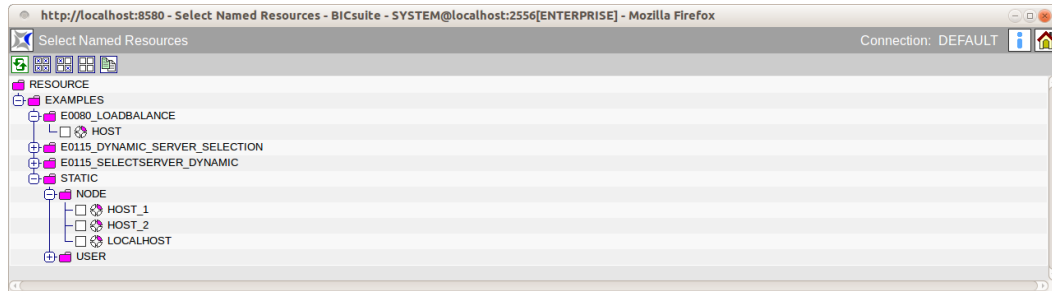 http://localhost:8580 - Select Named Resources - BICsuite - SYSTEM@localhost:2556[ENTERPRISE] - Mozilla Firefox
Select Named Resources Connection: DEFAULT
RESOURCE
EXAMPLES
E0080_LOADBALANCE
HOST
E0115_DYNAMIC_SERVER_SELECTION
E0115_SELECTSERVER_DYNAMIC
STATIC
NODE
HOST_1
HOST_2
LOCALHOST
USER